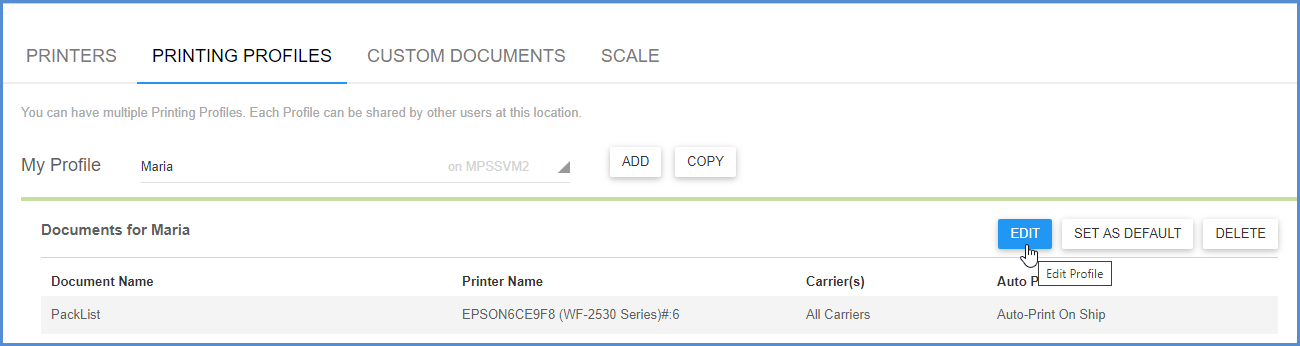 PRINTERS PRINTING PROFILES CUSTOM DOCUMENTS SCALE
You can have multiple Printing Profiles. Each Profile can be shared by other users at this location.
My Profile Maria on MPSSVM2 ADD COPY
Documents for Maria EDIT SET AS DEFAULT DELETE
Edit Profile
Document Name Printer Name Carrier(s) Auto P
PackList EPSON6CE9F8 (WF-2530 Series)#:6 All Carriers Auto-Print On Ship